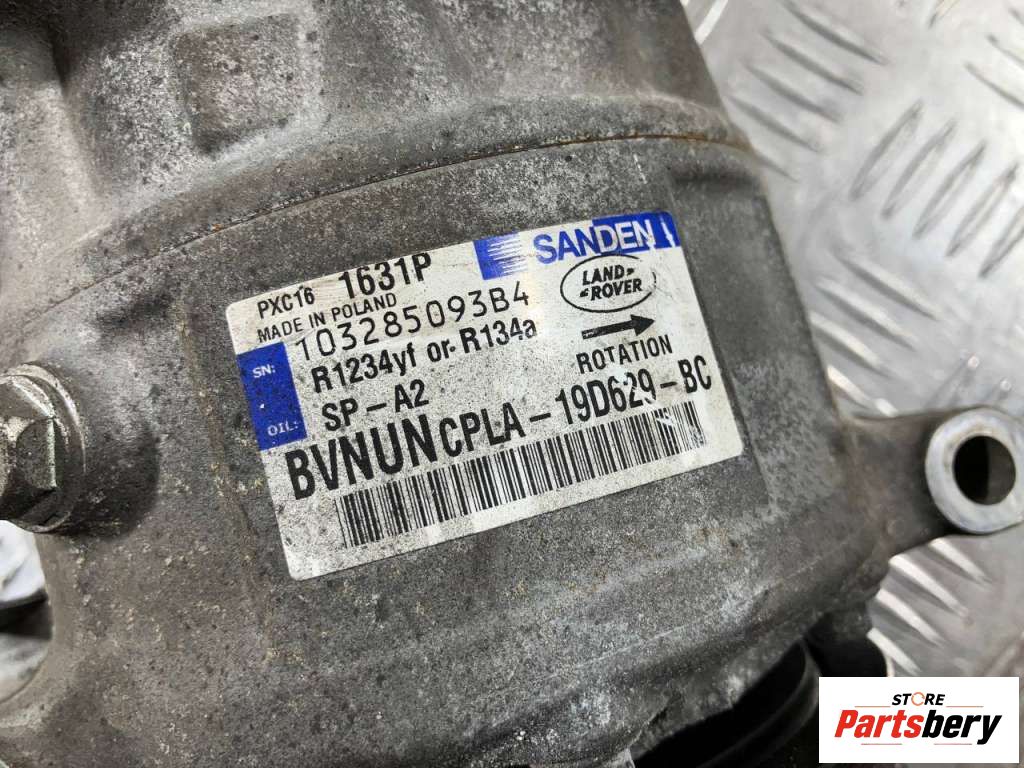 SANDEN
PXC16 1631P
LAND ROVER
MADE IN POLAND
SN: 103285093B4
R1234yf or R134a
ROTATION
OIL: SP-A2
BVNUN CPLA-19D629-BC
STORE
Partsbery